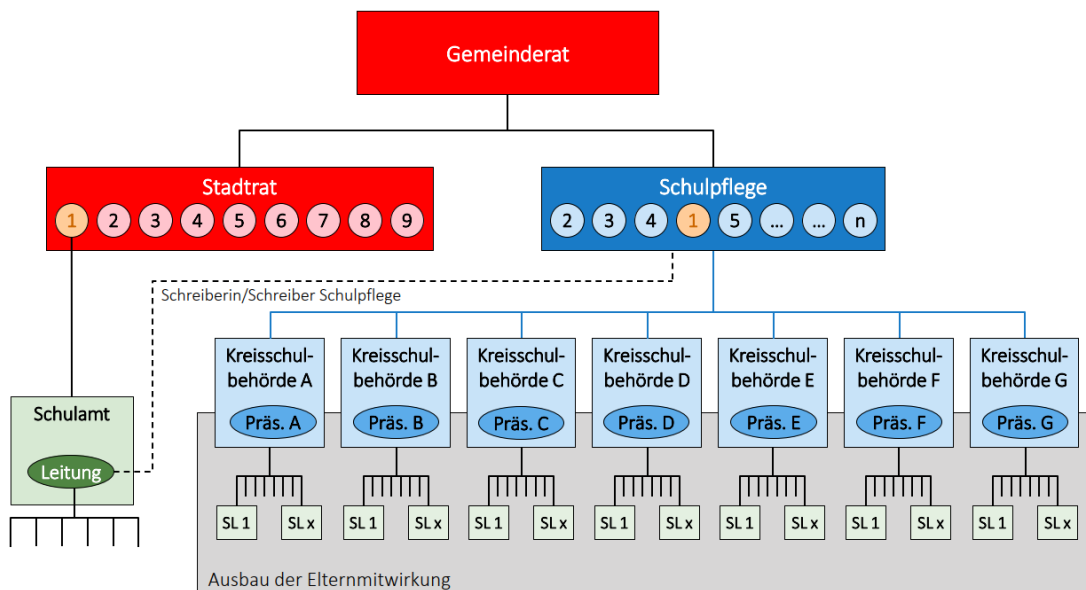 Gemeinderat
Stadtrat
1 2 3 4 5 6 7 8 9
Schulpflege
2 3 4 1 5 ... ... n
Schreiberin/Schreiber Schulpflege
Kreisschul-
behörde A
Präs. A
Kreisschul-
behörde B
Präs. B
Kreisschul-
behörde C
Präs. C
Kreisschul-
behörde D
Präs. D
Kreisschul-
behörde E
Präs. E
Kreisschul-
behörde F
Präs. F
Kreisschul-
behörde G
Präs. G
Schulamt
Leitung
SL 1 SL x SL 1 SL x SL 1 SL x SL 1 SL x SL 1 SL x SL 1 SL x SL 1 SL x
Ausbau der Elternmitwirkung